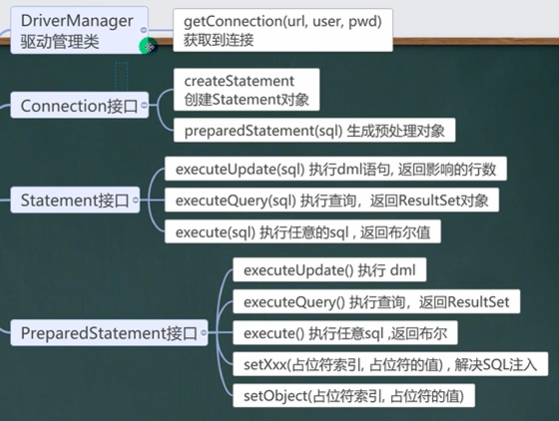 DriverManager
驱动管理类
getConnection(url, user, pwd)
获取到连接
Connection接口
createStatement
创建Statement对象
preparedStatement(sql) 生成预处理对象
Statement接口
executeUpdate(sql) 执行dml语句, 返回影响的行数
executeQuery(sql) 执行查询，返回ResultSet对象
execute(sql) 执行任意的sql , 返回布尔值
PreparedStatement接口
executeUpdate() 执行 dml
executeQuery() 执行查询，返回ResultSet
execute() 执行任意sql ,返回布尔
setXxx(占位符索引, 占位符的值) , 解决SQL注入
setObject(占位符索引, 占位符的值)